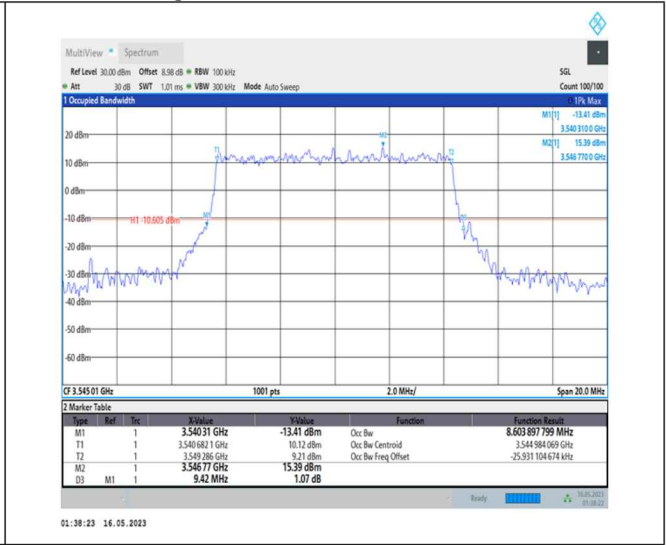 MultiView Spectrum
Ref Level 30.00 dBm Offset 8.98 dB RBW 100 kHz SGL
Att 30 dB SWT 1.01 ms VBW 300 kHz Mode Auto Sweep Count 100/100
1 Occupied Bandwidth 1Pk Max
M1[1] -13.41 dBm
3.540 310 0 GHz
20 dBm
M2[1] 15.39 dBm
3.546 770 0 GHz
M2
T1
T2
10 dBm
0 dBm
-10 dBm
H1 -10.605 dBm
M1
-20 dBm
-30 dBm
-40 dBm
-50 dBm
-60 dBm
CF 3.545 01 GHz 1001 pts 2.0 MHz/ Span 20.0 MHz
2 Marker Table
Type Ref Trc X-Value Y-Value Function Function Result
M1 1 3.540 31 GHz -13.41 dBm Occ Bw 8.603 897 799 MHz
T1 1 3.540 682 1 GHz 10.12 dBm Occ Bw Centroid 3.544 984 069 GHz
T2 1 3.549 286 GHz 9.21 dBm Occ Bw Freq Offset -25.931 104 674 kHz
M2 1 3.546 77 GHz 15.39 dBm
D3 M1 1 9.42 MHz 1.07 dB
Ready 16.05.2023
01:38:22
01:38:23 16.05.2023